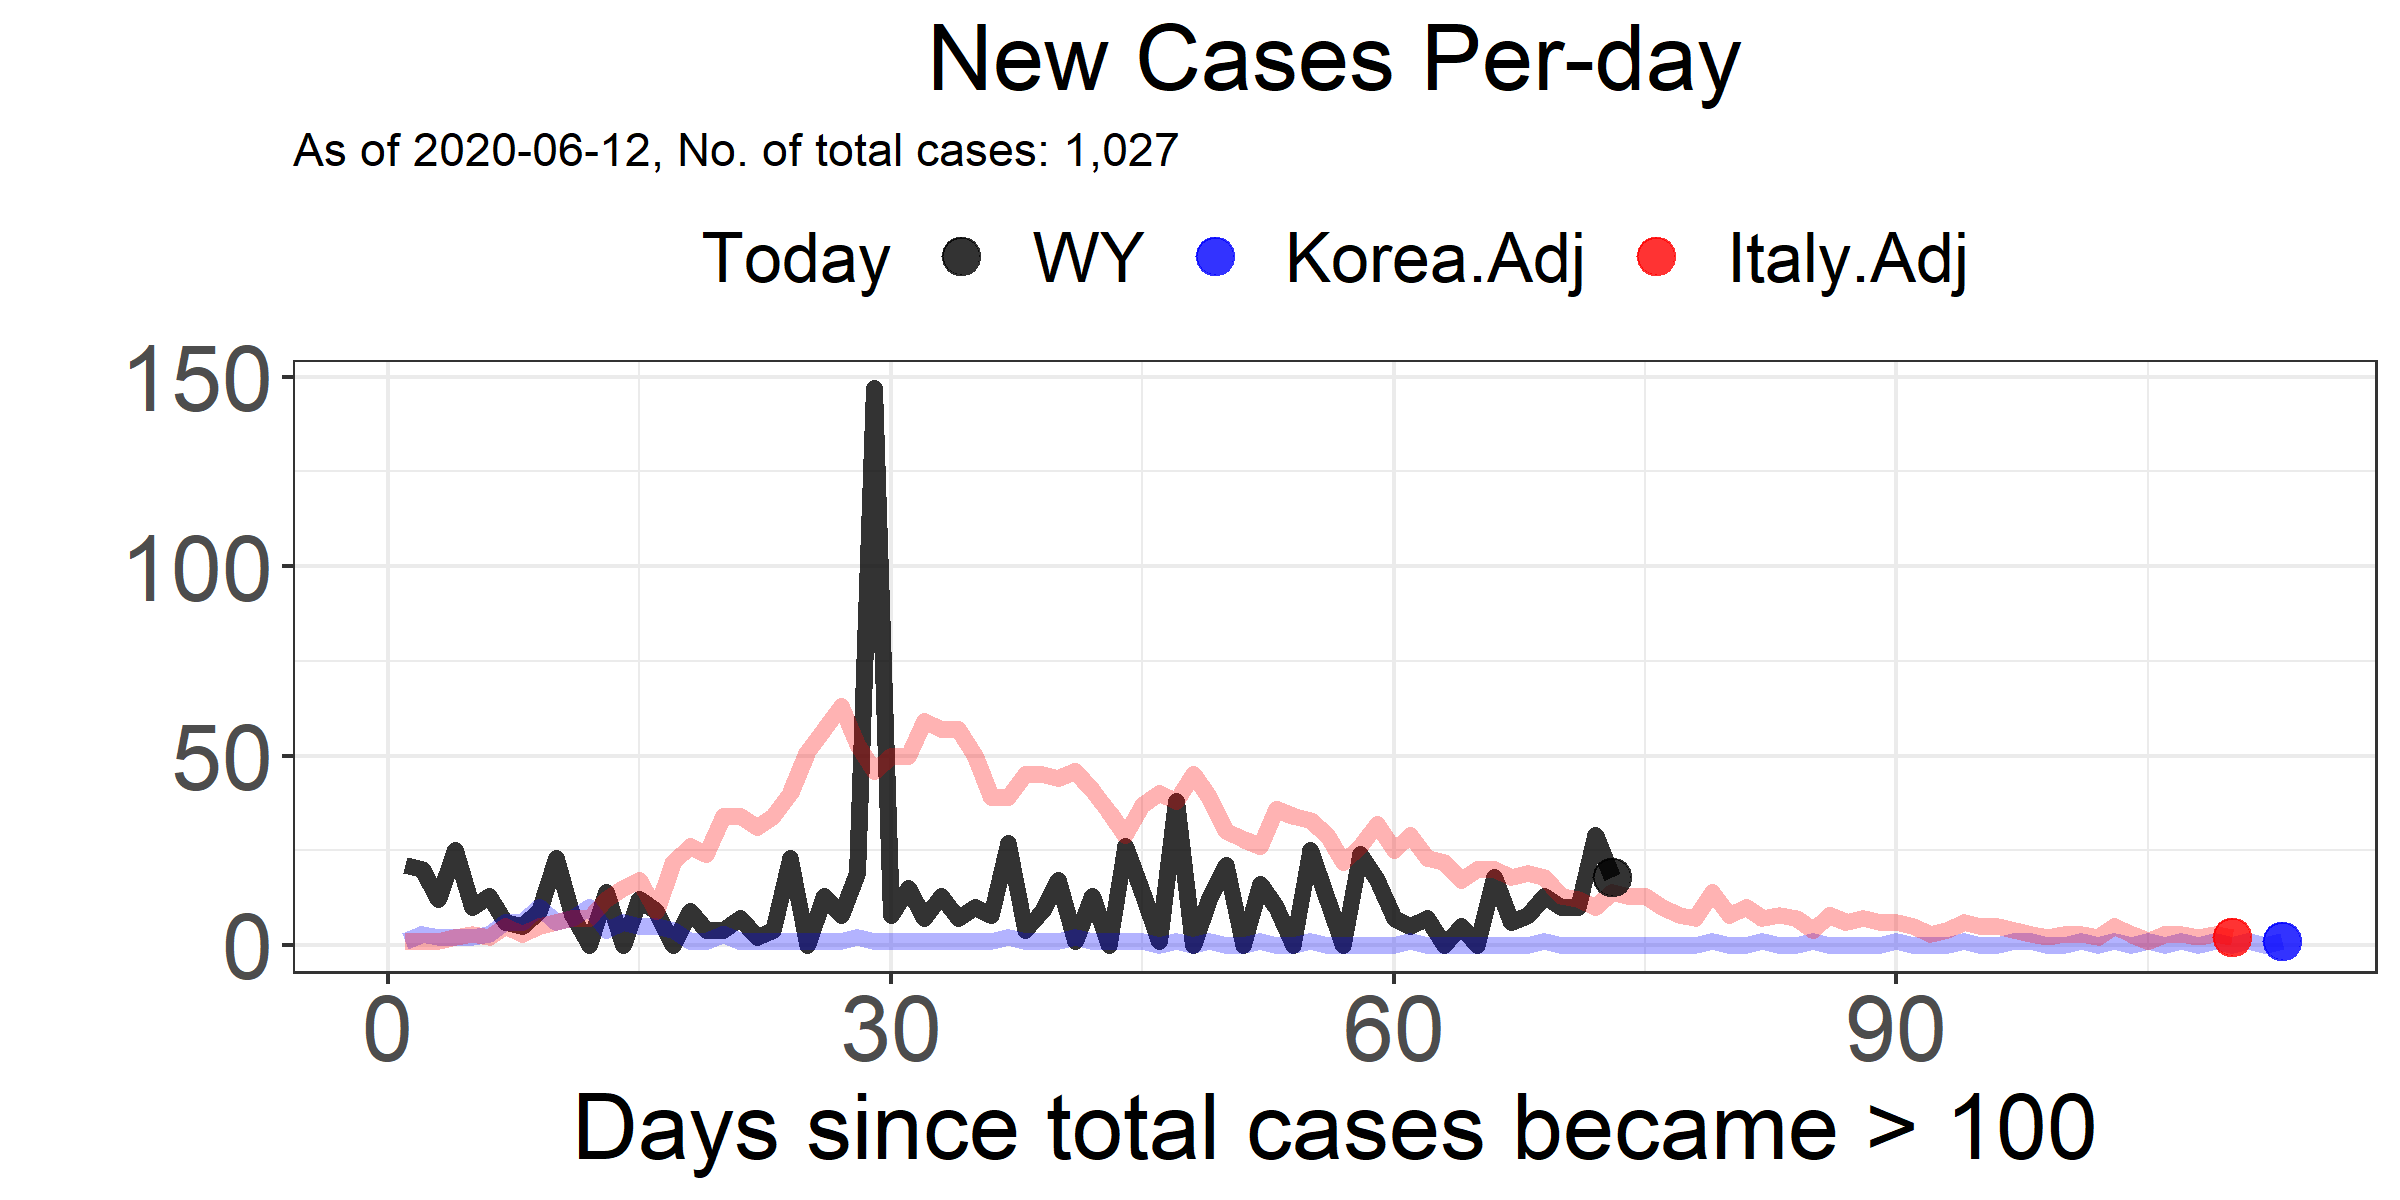 New Cases Per-day
As of 2020-06-12, No. of total cases: 1,027
Today WY Korea.Adj Italy.Adj
150
100
50
0
0 30 60 90
Days since total cases became > 100